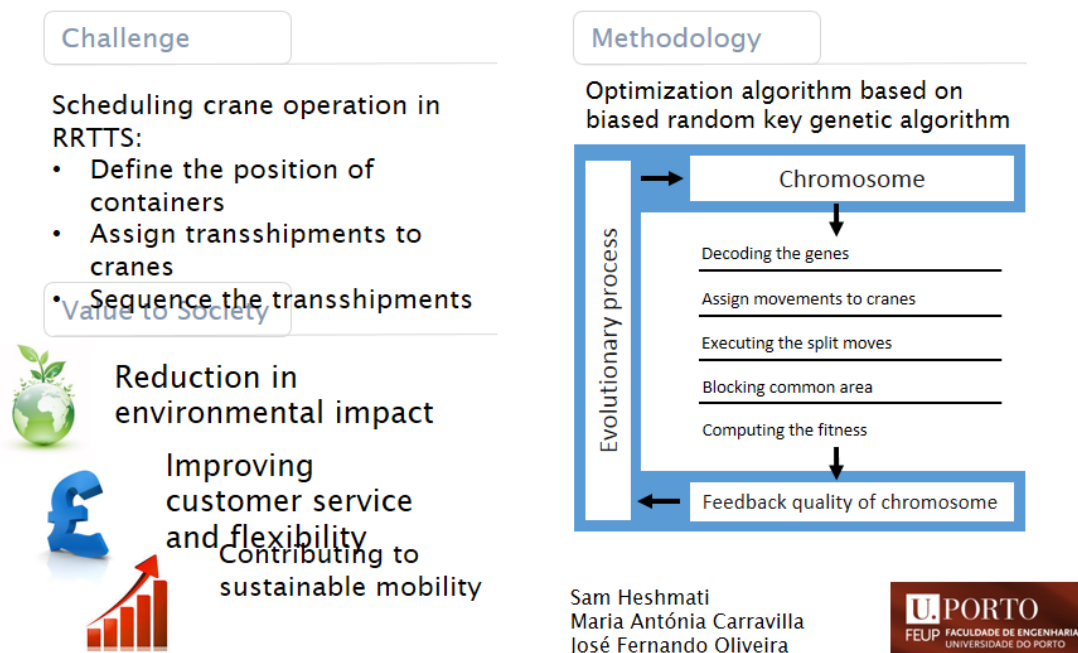 Challenge
Scheduling crane operation in
RRTTS:
• Define the position of
containers
• Assign transshipments to
cranes
• Sequence the transshipments
Value to Society
Reduction in
environmental impact
Improving
customer service
and flexibility
Contributing to
sustainable mobility
Methodology
Optimization algorithm based on
biased random key genetic algorithm
Evolutionary process
Chromosome
Decoding the genes
Assign movements to cranes
Executing the split moves
Blocking common area
Computing the fitness
Feedback quality of chromosome
Sam Heshmati
Maria Antónia Carravilla
José Fernando Oliveira
U.PORTO
FEUP FACULDADE DE ENGENHARIA
UNIVERSIDADE DO PORTO